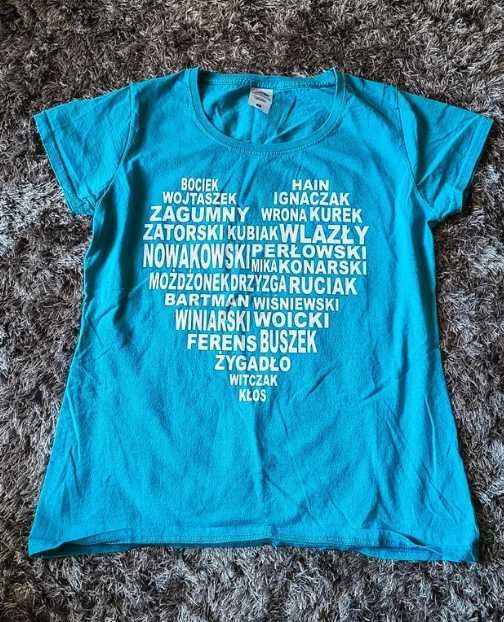 BOCIEK HAIN
WOJTASZEK IGNACZAK
ZAGUMNY WRONA KUREK
ZATORSKI KUBIAK WLAZŁY
NOWAKOWSKI PERŁOWSKI
MIKA KONARSKI
MOŻDŻONEK DRZYZGA RUCIAK
BARTMAN WIŚNIEWSKI
WINIARSKI WOICKI
FERENS BUSZEK
ŻYGADŁO
WITCZAK
KŁOS